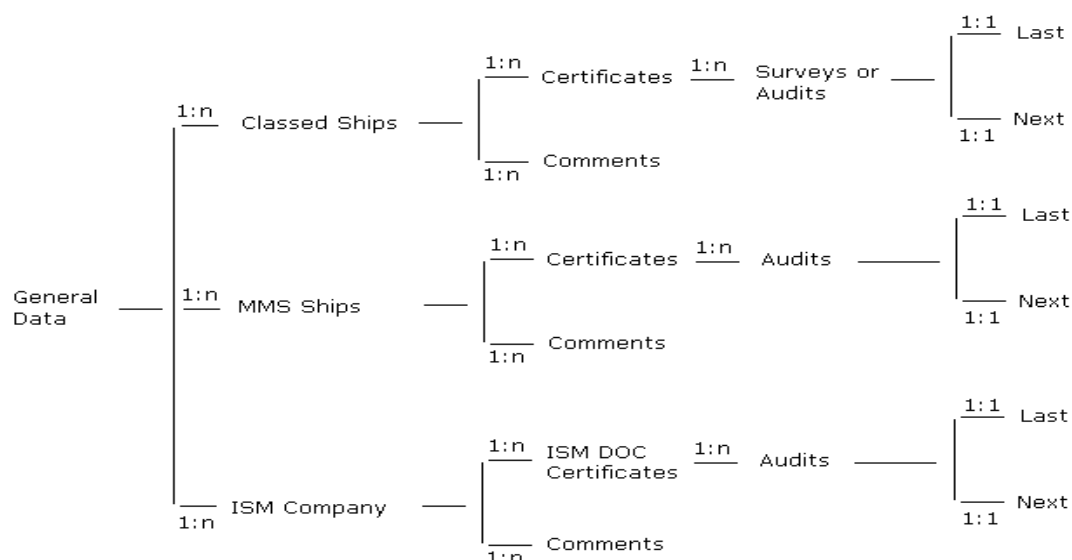 1:1 Last
1:n Certificates 1:n Surveys or
Audits
1:n Classed Ships
Next
1:1
Comments
1:n
1:1 Last
1:n Certificates 1:n Audits
General
Data
1:n MMS Ships
Next
1:1
Comments
1:n
1:1 Last
1:n ISM DOC
Certificates
1:n Audits
ISM Company
1:n
Next
1:1
Comments
1:n